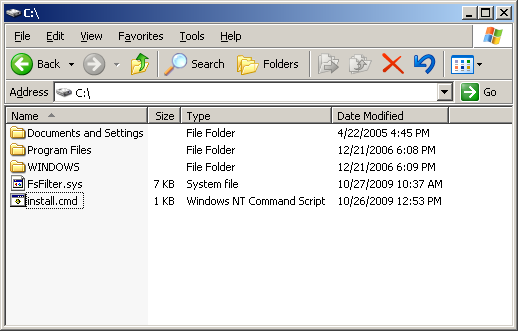 C:\
File Edit View Favorites Tools Help
Back Search Folders
Address C:\ Go
Name Size Type Date Modified
Documents and Settings File Folder 4/22/2005 4:45 PM
Program Files File Folder 12/21/2006 6:08 PM
WINDOWS File Folder 12/21/2006 6:09 PM
FsFilter.sys 7 KB System file 10/27/2009 10:37 AM
install.cmd 1 KB Windows NT Command Script 10/26/2009 12:53 PM